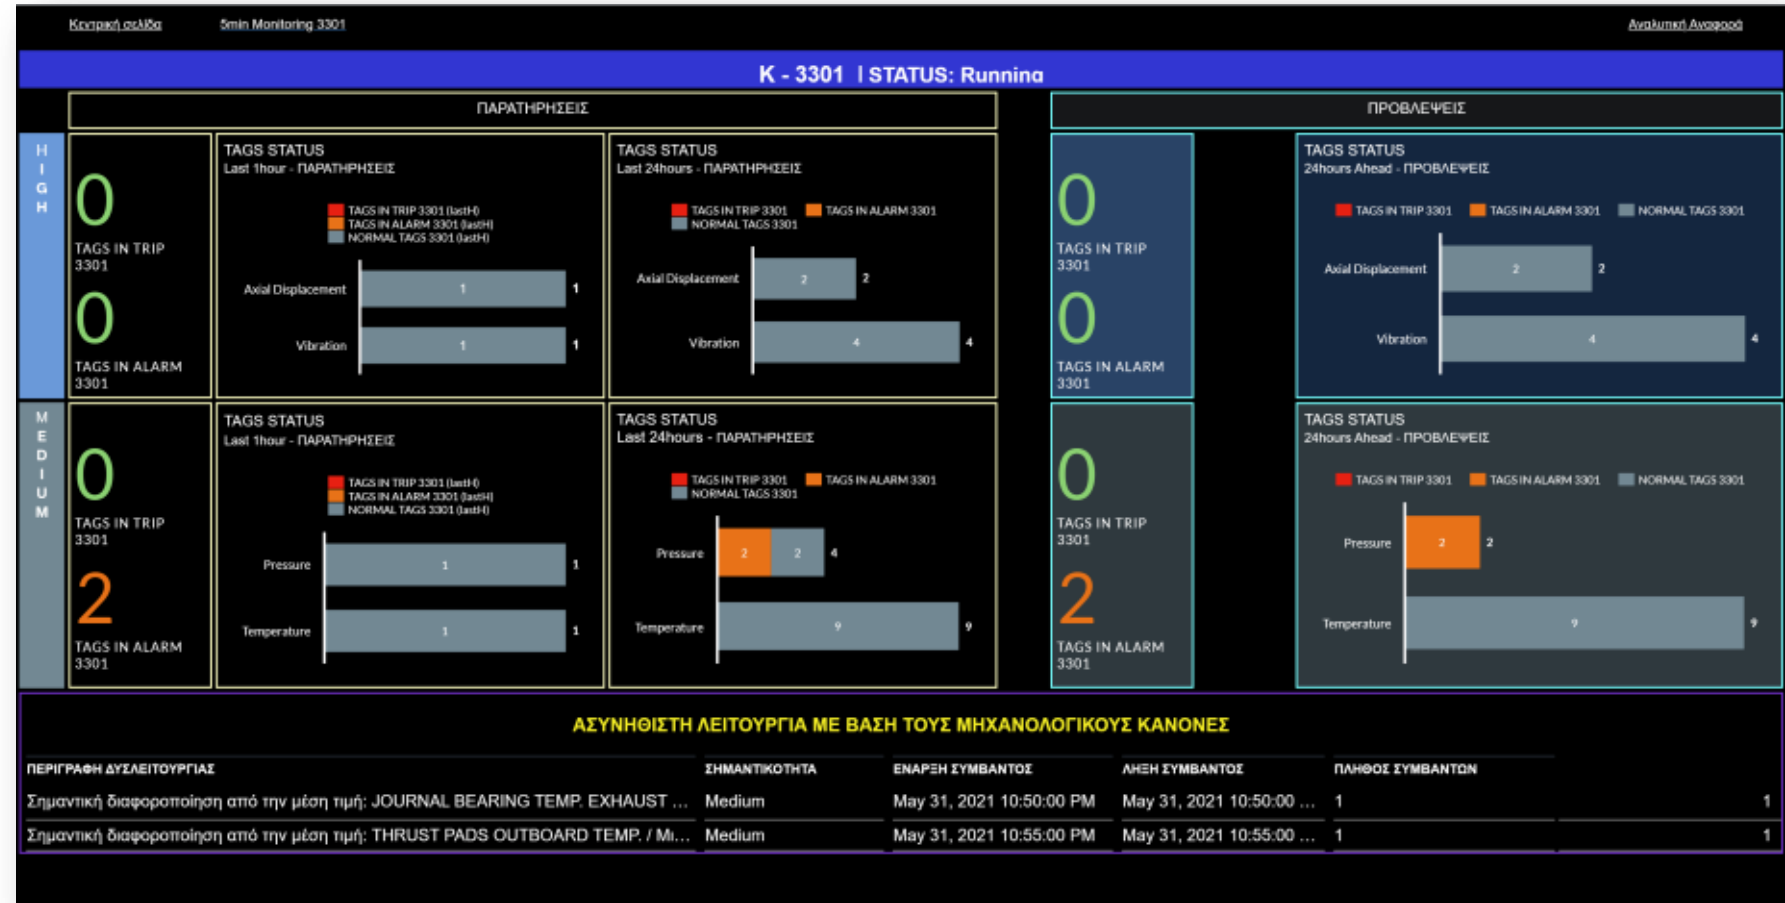 Κεντρική σελίδα
5min Monitoring 3301
Αναλυτική Αναφορά
K - 3301 | STATUS: Running
ΠΑΡΑΤΗΡΗΣΕΙΣ
ΠΡΟΒΛΕΨΕΙΣ
HIGH
0
TAGS IN TRIP
3301
0
TAGS IN ALARM
3301
TAGS STATUS
Last 1hour - ΠΑΡΑΤΗΡΗΣΕΙΣ
TAGS IN TRIP 3301 (lastH)
TAGS IN ALARM 3301 (lastH)
NORMAL TAGS 3301 (lastH)
Axial Displacement 1 1
Vibration 1 1
TAGS STATUS
Last 24hours - ΠΑΡΑΤΗΡΗΣΕΙΣ
TAGS IN TRIP 3301 TAGS IN ALARM 3301
NORMAL TAGS 3301
Axial Displacement 2 2
Vibration 4 4
0
TAGS IN TRIP
3301
0
TAGS IN ALARM
3301
TAGS STATUS
24hours Ahead - ΠΡΟΒΛΕΨΕΙΣ
TAGS IN TRIP 3301 TAGS IN ALARM 3301 NORMAL TAGS 3301
Axial Displacement 2 2
Vibration 4 4
MEDIUM
0
TAGS IN TRIP
3301
2
TAGS IN ALARM
3301
TAGS STATUS
Last 1hour - ΠΑΡΑΤΗΡΗΣΕΙΣ
TAGS IN TRIP 3301 (lastH)
TAGS IN ALARM 3301 (lastH)
NORMAL TAGS 3301 (lastH)
Pressure 1 1
Temperature 1 1
TAGS STATUS
Last 24hours - ΠΑΡΑΤΗΡΗΣΕΙΣ
TAGS IN TRIP 3301 TAGS IN ALARM 3301
NORMAL TAGS 3301
Pressure 2 2 4
Temperature 9 9
0
TAGS IN TRIP
3301
2
TAGS IN ALARM
3301
TAGS STATUS
24hours Ahead - ΠΡΟΒΛΕΨΕΙΣ
TAGS IN TRIP 3301 TAGS IN ALARM 3301 NORMAL TAGS 3301
Pressure 2 2
Temperature 9 9
ΑΣΥΝΗΘΙΣΤΗ ΛΕΙΤΟΥΡΓΙΑ ΜΕ ΒΑΣΗ ΤΟΥΣ ΜΗΧΑΝΟΛΟΓΙΚΟΥΣ ΚΑΝΟΝΕΣ
ΠΕΡΙΓΡΑΦΗ ΔΥΣΛΕΙΤΟΥΡΓΙΑΣ ΣΗΜΑΝΤΙΚΟΤΗΤΑ ΕΝΑΡΞΗ ΣΥΜΒΑΝΤΟΣ ΛΗΞΗ ΣΥΜΒΑΝΤΟΣ ΠΛΗΘΟΣ ΣΥΜΒΑΝΤΩΝ
Σημαντική διαφοροποίηση από την μέση τιμή: JOURNAL BEARING TEMP. EXHAUST ... Medium May 31, 2021 10:50:00 PM May 31, 2021 10:50:00 ... 1 1
Σημαντική διαφοροποίηση από την μέση τιμή: THRUST PADS OUTBOARD TEMP. / Μι... Medium May 31, 2021 10:55:00 PM May 31, 2021 10:55:00 ... 1 1